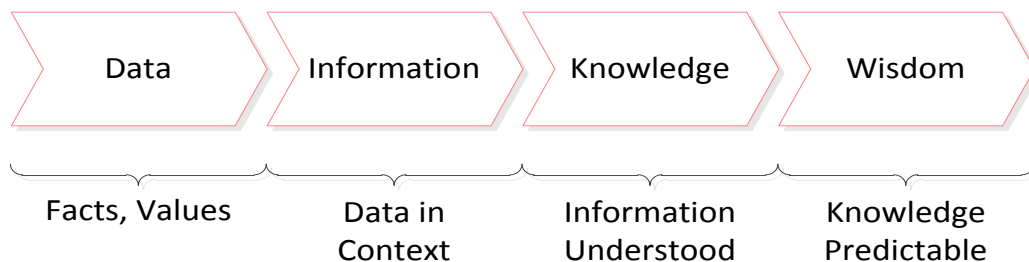 Data
Information
Knowledge
Wisdom
Facts, Values
Data in
Context
Information
Understood
Knowledge
Predictable